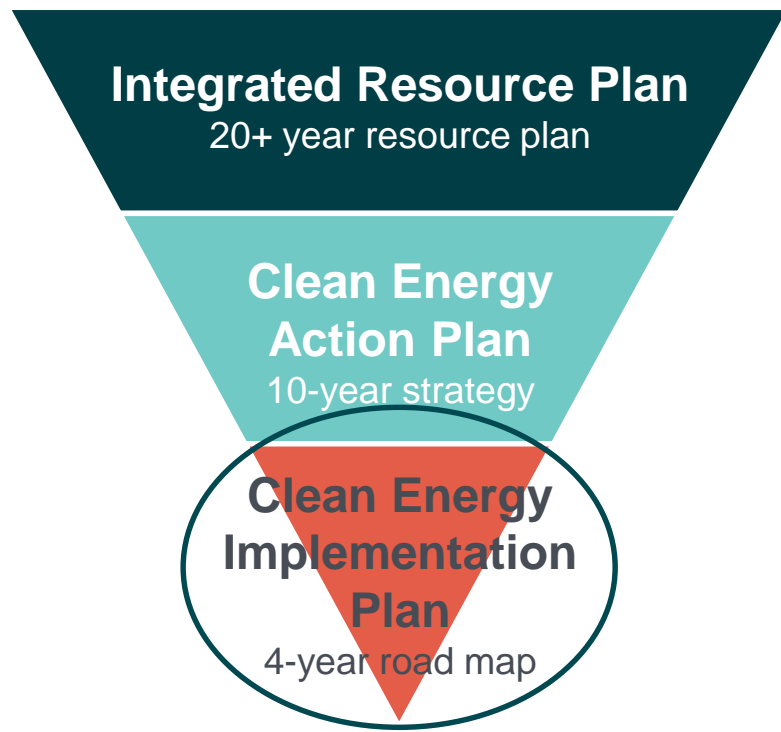 Integrated Resource Plan
20+ year resource plan
Clean Energy
Action Plan
10-year strategy
Clean Energy
Implementation
Plan
4-year road map